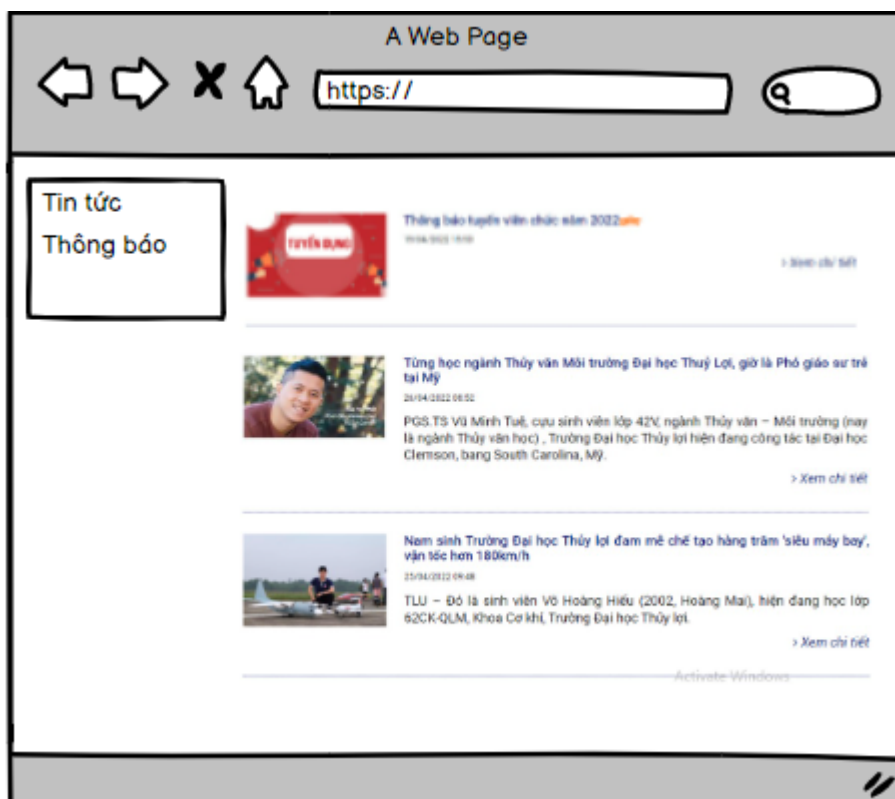 A Web Page
https://
Tin tức
Thông báo
TUYỂN DỤNG
Thông báo tuyển viên chức năm 2022
> Xem chi tiết
Từng học ngành Thủy văn Môi trường Đại học Thuỷ Lợi, giờ là Phó giáo sư trẻ
tại Mỹ
26/04/2022 08:52
PGS.TS Vũ Minh Tuệ, cựu sinh viên lớp 42V, ngành Thủy văn – Môi trường (nay
là ngành Thủy văn học) , Trường Đại học Thủy lợi hiện đang công tác tại Đại học
Clemson, bang South Carolina, Mỹ.
> Xem chi tiết
Nam sinh Trường Đại học Thủy lợi đam mê chế tạo hàng trăm 'siêu máy bay',
vận tốc hơn 180km/h
25/04/2022 09:48
TLU – Đó là sinh viên Võ Hoàng Hiếu (2002, Hoàng Mai), hiện đang học lớp
62CK-QLM, Khoa Cơ khí, Trường Đại học Thủy lợi.
> Xem chi tiết
Activate Windows